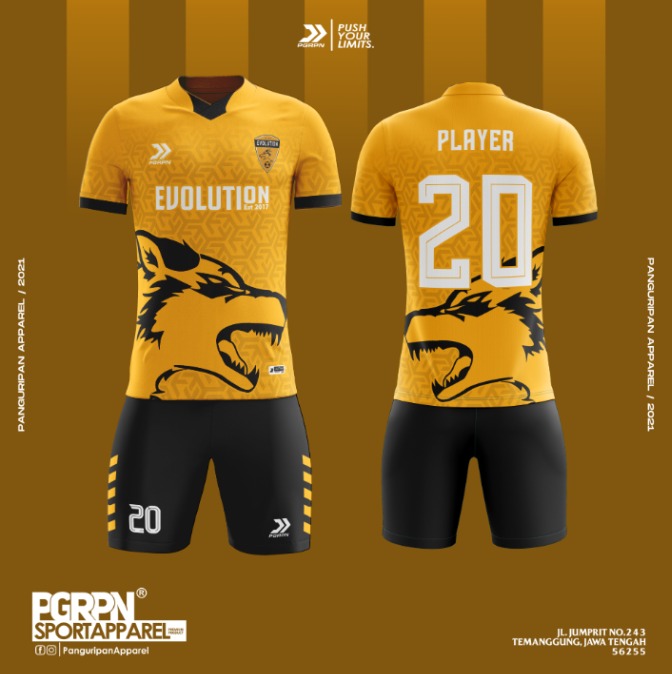 PGRPN
PUSH
YOUR
LIMITS.
PGRPN
EVOLUTION
EVOLUTION
Est 2017
PLAYER
20
PANGURIPAN APPAREL / 2021
PANGURIPAN APPAREL / 2021
20
PGRPN
PGRPN®
SPORTAPPAREL
PanguripanApparel
JL. JUMPRIT NO.243
TEMANGGUNG, JAWA TENGAH
56255